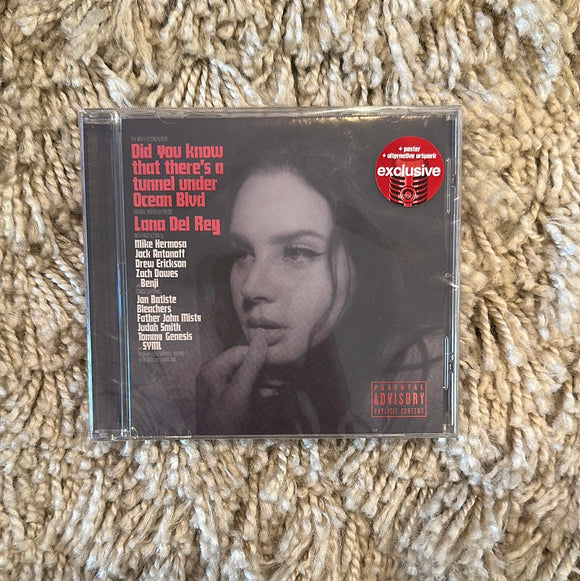 Did you know
that there's a
tunnel under
Ocean Blvd
Lana Del Rey
Mike Hermosa
Jack Antonoff
Drew Erickson
Zach Dawes
Benji
Jon Batiste
Bleachers
Father John Misty
Judah Smith
Tommy Genesis
SYML
+ poster
+ alternative artwork
exclusive
PARENTAL
ADVISORY
EXPLICIT CONTENT